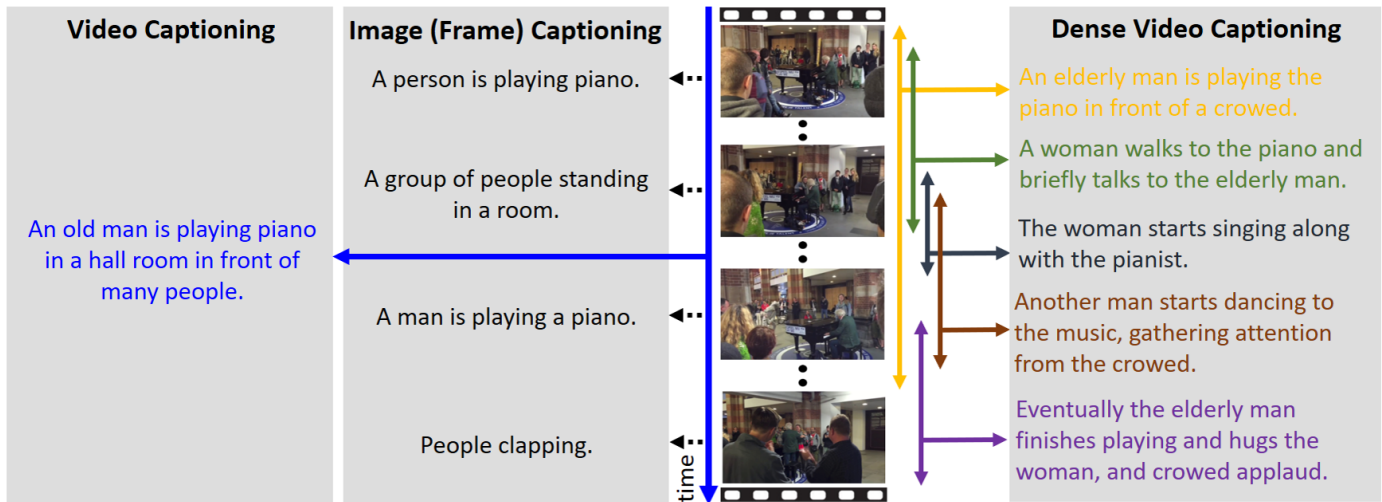 Video Captioning
An old man is playing piano
in a hall room in front of
many people.
Image (Frame) Captioning
A person is playing piano.
A group of people standing
in a room.
A man is playing a piano.
People clapping.
time
Dense Video Captioning
An elderly man is playing the
piano in front of a crowed.
A woman walks to the piano and
briefly talks to the elderly man.
The woman starts singing along
with the pianist.
Another man starts dancing to
the music, gathering attention
from the crowed.
Eventually the elderly man
finishes playing and hugs the
woman, and crowed applaud.